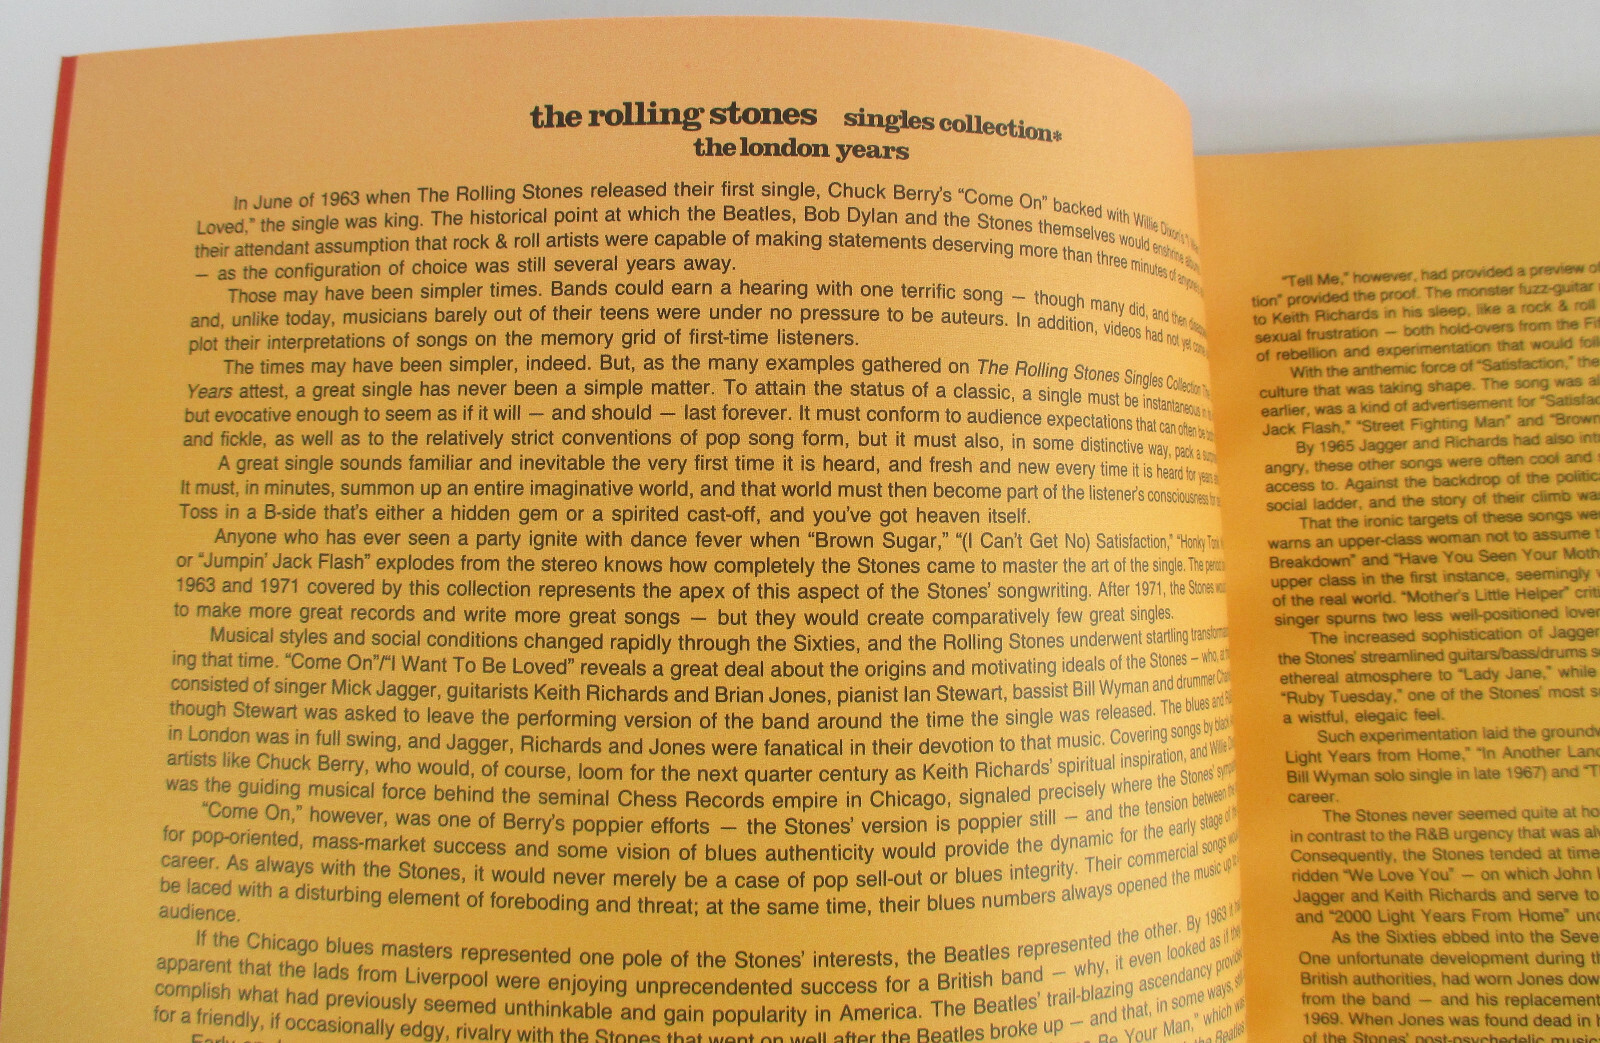 the rolling stones singles collection*
the london years
In June of 1963 when The Rolling Stones released their first single, Chuck Berry's “Come On” backed with Willie Dixon's “I
Loved,” the single was king. The historical point at which the Beatles, Bob Dylan and the Stones themselves would enshrine
their attendant assumption that rock & roll artists were capable of making statements deserving more than three minutes of
— as the configuration of choice was still several years away.
Those may have been simpler times. Bands could earn a hearing with one terrific song — though many did, and then
and, unlike today, musicians barely out of their teens were under no pressure to be auteurs. In addition, videos had not yet
plot their interpretations of songs on the memory grid of first-time listeners.
The times may have been simpler, indeed. But, as the many examples gathered on The Rolling Stones Singles Collection
Years attest, a great single has never been a simple matter. To attain the status of a classic, a single must be instantaneous
but evocative enough to seem as if it will — and should — last forever. It must conform to audience expectations that can often be
and fickle, as well as to the relatively strict conventions of pop song form, but it must also, in some distinctive way, pack a
A great single sounds familiar and inevitable the very first time it is heard, and fresh and new every time it is heard for years
It must, in minutes, summon up an entire imaginative world, and that world must then become part of the listener's consciousness
Toss in a B-side that's either a hidden gem or a spirited cast-off, and you've got heaven itself.
Anyone who has ever seen a party ignite with dance fever when “Brown Sugar,” “(I Can't Get No) Satisfaction,” “Honky
or “Jumpin' Jack Flash” explodes from the stereo knows how completely the Stones came to master the art of the single. The
1963 and 1971 covered by this collection represents the apex of this aspect of the Stones' songwriting. After 1971, the Stones
to make more great records and write more great songs — but they would create comparatively few great singles.
Musical styles and social conditions changed rapidly through the Sixties, and the Rolling Stones underwent startling
ing that time. “Come On”/“I Want To Be Loved” reveals a great deal about the origins and motivating ideals of the Stones — who,
consisted of singer Mick Jagger, guitarists Keith Richards and Brian Jones, pianist Ian Stewart, bassist Bill Wyman and drummer
though Stewart was asked to leave the performing version of the band around the time the single was released. The blues and
in London was in full swing, and Jagger, Richards and Jones were fanatical in their devotion to that music. Covering songs by black
artists like Chuck Berry, who would, of course, loom for the next quarter century as Keith Richards' spiritual inspiration, and Willie
was the guiding musical force behind the seminal Chess Records empire in Chicago, signaled precisely where the Stones'
“Come On,” however, was one of Berry's poppier efforts — the Stones' version is poppier still — and the tension between
for pop-oriented, mass-market success and some vision of blues authenticity would provide the dynamic for the early stage of
career. As always with the Stones, it would never merely be a case of pop sell-out or blues integrity. Their commercial songs
be laced with a disturbing element of foreboding and threat; at the same time, their blues numbers always opened the music up
audience.
If the Chicago blues masters represented one pole of the Stones' interests, the Beatles represented the other. By 1963 it
apparent that the lads from Liverpool were enjoying unprecendented success for a British band — why, it even looked as if
complish what had previously seemed unthinkable and gain popularity in America. The Beatles' trail-blazing ascendancy
for a friendly, if occasionally edgy, rivalry with the Stones that went on well after the Beatles broke up — and that, in some ways,
Be Your Man,” which
the Beatles'
“Tell Me,” however, had provided a preview of
tion” provided the proof. The monster fuzz-guitar
to Keith Richards in his sleep, like a rock & roll
sexual frustration — both hold-overs from the
of rebellion and experimentation that would
With the anthemic force of “Satisfaction,”
culture that was taking shape. The song was
earlier, was a kind of advertisement for
Jack Flash,” “Street Fighting Man” and “Brown
By 1965 Jagger and Richards had also
angry, these other songs were often cool and
access to. Against the backdrop of the
social ladder, and the story of their climb
That the ironic targets of these songs
warns an upper-class woman not to assume
Breakdown” and “Have You Seen Your
upper class in the first instance, seemingly
of the real world. “Mother's Little Helper”
singer spurns two less well-positioned
The increased sophistication of Jagger
the Stones' streamlined guitars/bass/drums
ethereal atmosphere to “Lady Jane,” while
“Ruby Tuesday,” one of the Stones' most
a wistful, elegaic feel.
Such experimentation laid the
Light Years from Home,” “In Another
Bill Wyman solo single in late 1967) and
career.
The Stones never seemed quite at
in contrast to the R&B urgency that was
Consequently, the Stones tended at
ridden “We Love You” — on which John
Jagger and Keith Richards and serve to
and “2000 Light Years From Home”
As the Sixties ebbed into the
One unfortunate development during
British authorities, had worn Jones
from the band — and his replacement
1969. When Jones was found dead in
of the Stones' post-psychedelic